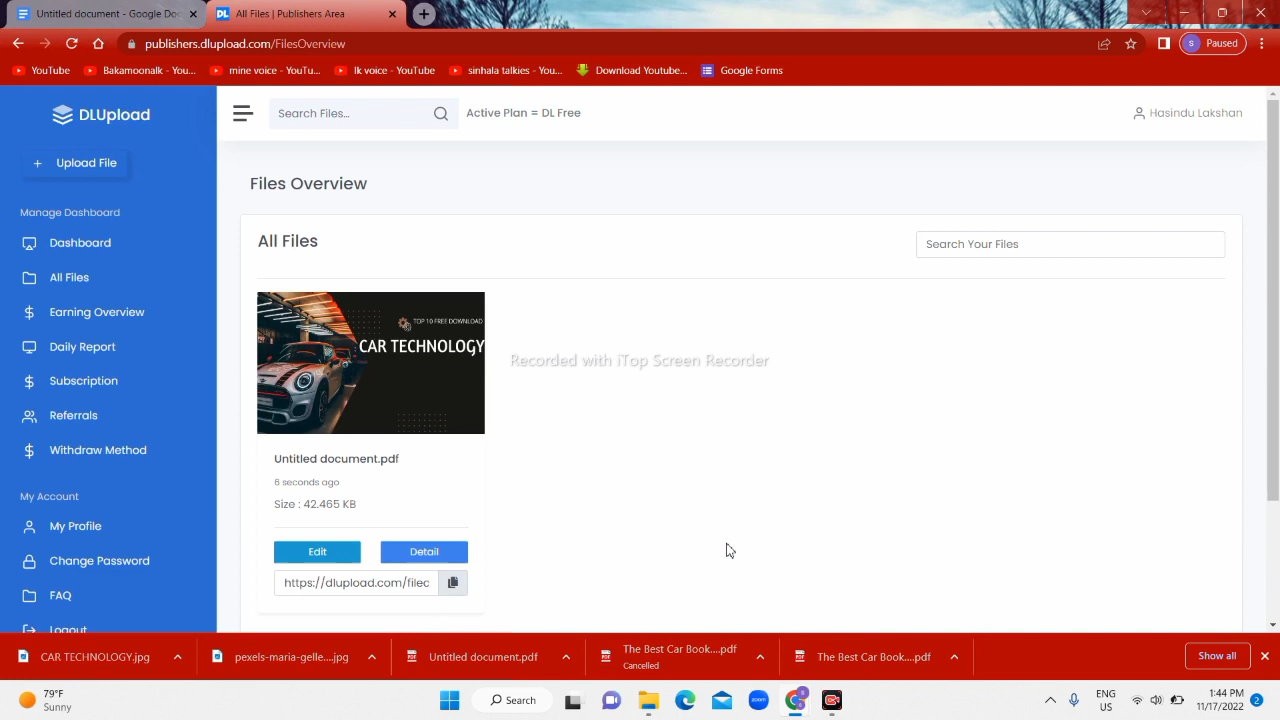 Untitled document - Google Doc
All Files | Publishers Area
publishers.dlupload.com/FilesOverview
S
Paused
YouTube
Bakamoonalk - You...
mine voice - YouTu...
lk voice - YouTube
sinhala talkies - You...
Download Youtube...
Google Forms
DLUpload
Search Files...
Active Plan = DL Free
Hasindu Lakshan
+ Upload File
Files Overview
Manage Dashboard
Dashboard
All Files
Earning Overview
Daily Report
Subscription
Referrals
Withdraw Method
My Account
My Profile
Change Password
FAQ
Logout
All Files
Search Your Files
TOP 10 FREE DOWNLOAD
CAR TECHNOLOGY
Recorded with iTop Screen Recorder
Untitled document.pdf
6 seconds ago
Size : 42.465 KB
Edit
Detail
https://dlupload.com/filec
CAR TECHNOLOGY.jpg
pexels-maria-gelle....jpg
Untitled document.pdf
The Best Car Book....pdf
Cancelled
The Best Car Book....pdf
Show all
79°F
Sunny
Search
zoom
ENG
US
1:44 PM
11/17/2022
2